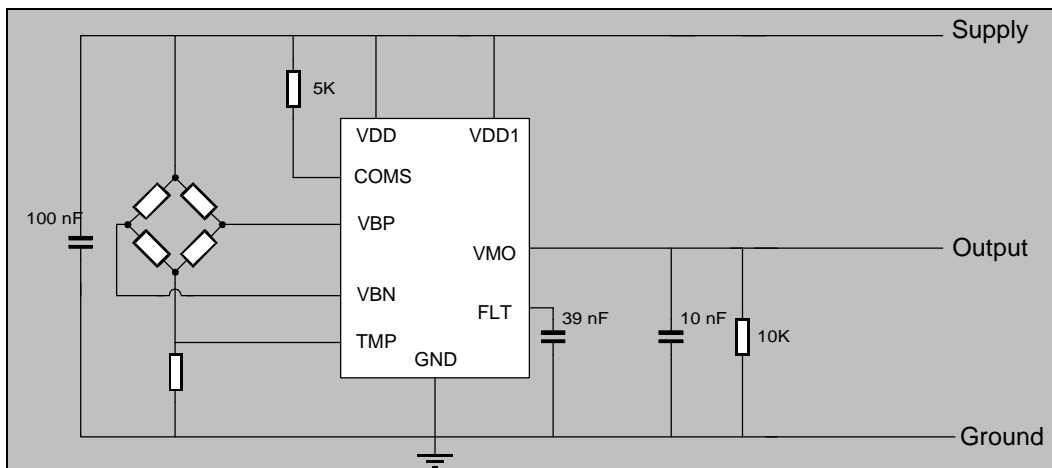 Supply
5K
VDD
VDD1
COMS
100 nF
VBP
VMO
Output
VBN
FLT
39 nF
10 nF
10K
TMP
GND
Ground